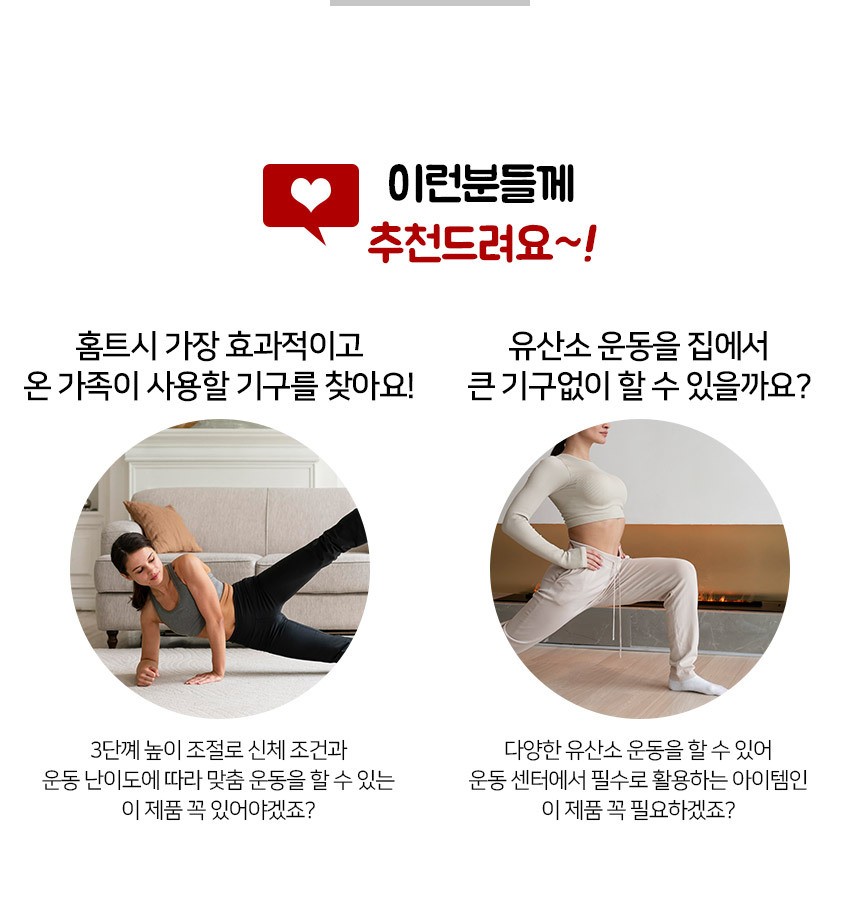 이런분들께
추천드려요~!
홈트시 가장 효과적이고
온 가족이 사용할 기구를 찾아요!
유산소 운동을 집에서
큰 기구없이 할 수 있을까요?
3단계 높이 조절로 신체 조건과
운동 난이도에 따라 맞춤 운동을 할 수 있는
이 제품 꼭 있어야겠죠?
다양한 유산소 운동을 할 수 있어
운동 센터에서 필수로 활용하는 아이템인
이 제품 꼭 필요하겠죠?